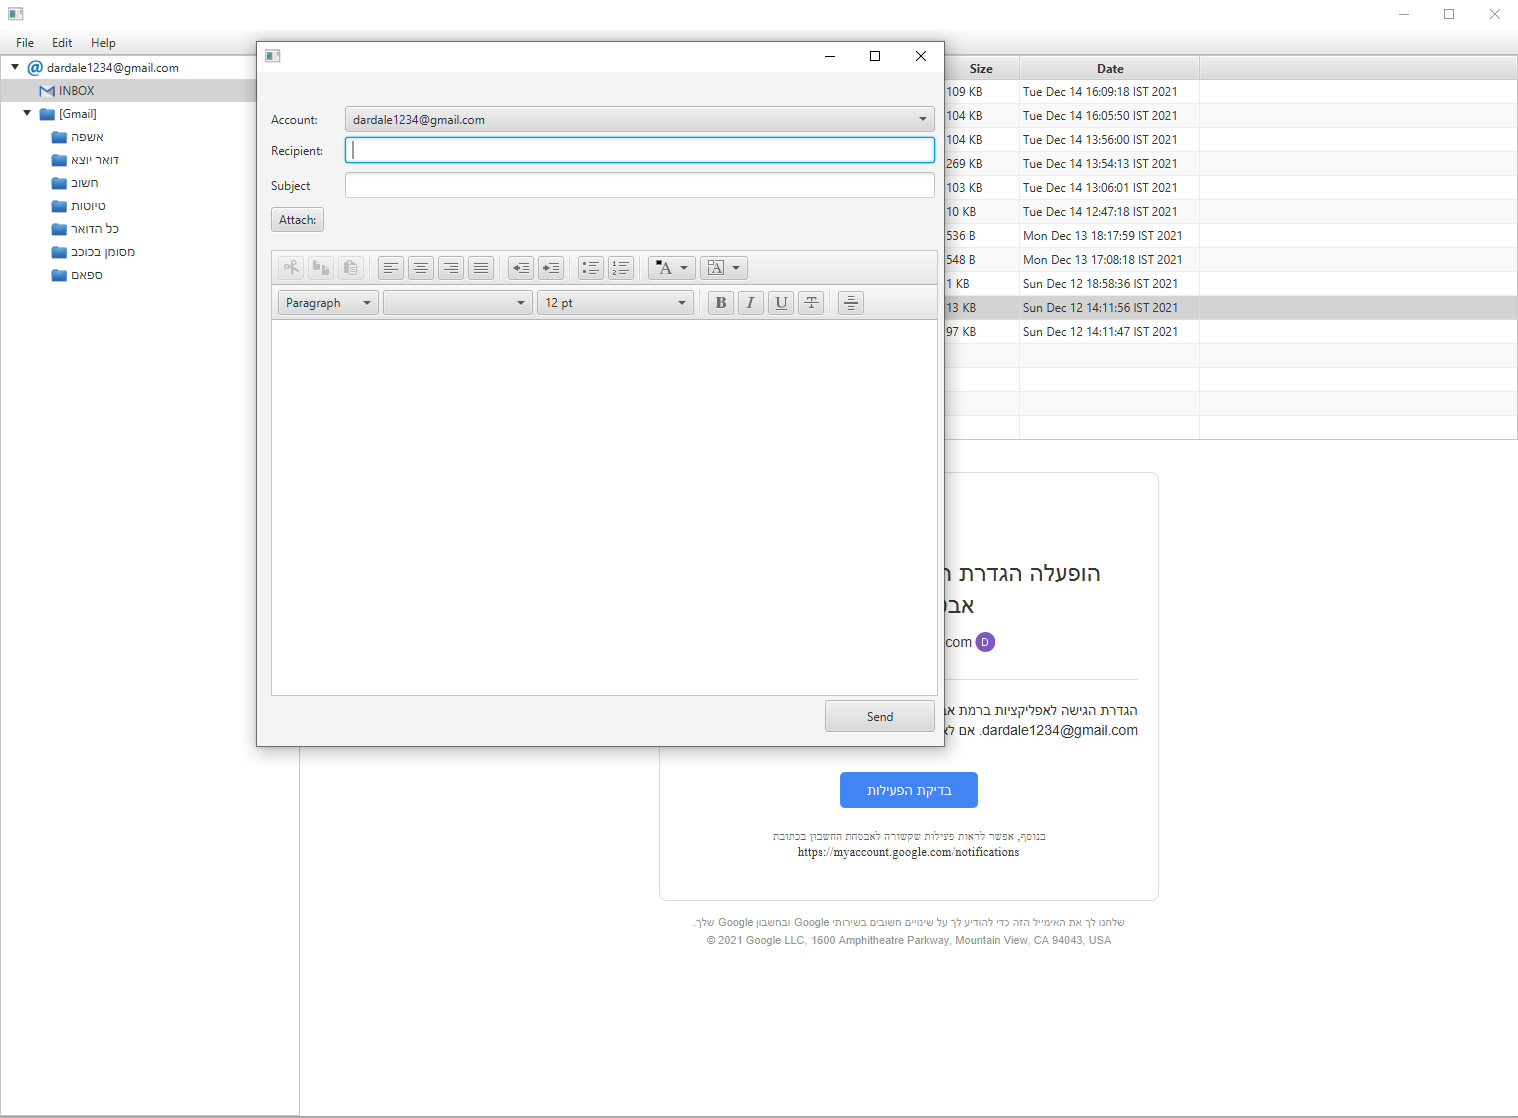 File Edit Help
dardale1234@gmail.com
INBOX
[Gmail]
אשפה
דואר יוצא
חשוב
טיוטות
כל הדואר
מסומן בכוכב
ספאם
Account: dardale1234@gmail.com
Recipient:
Subject
Attach:
A A
1
2
Paragraph 12 pt B I U T
Send
Size Date
109 KB Tue Dec 14 16:09:18 IST 2021
104 KB Tue Dec 14 16:05:50 IST 2021
104 KB Tue Dec 14 13:56:00 IST 2021
269 KB Tue Dec 14 13:54:13 IST 2021
103 KB Tue Dec 14 13:06:01 IST 2021
10 KB Tue Dec 14 12:47:18 IST 2021
536 B Mon Dec 13 18:17:59 IST 2021
548 B Mon Dec 13 17:08:18 IST 2021
1 KB Sun Dec 12 18:58:36 IST 2021
13 KB Sun Dec 12 14:11:56 IST 2021
97 KB Sun Dec 12 14:11:47 IST 2021
הופעלה הגדרת
.com D
הגדרת הגישה לאפליקציות ברמת
dardale1234@gmail.com. אם
בדיקת הפעילות
בנוסף, אפשר לראות פעילות שקשורה לאבטחת החשבון בכתובת
https://myaccount.google.com/notifications
שלחנו לך את האימייל הזה כדי להודיע לך על שינויים חשובים בשירותי Google ובחשבון Google שלך.
© 2021 Google LLC, 1600 Amphitheatre Parkway, Mountain View, CA 94043, USA